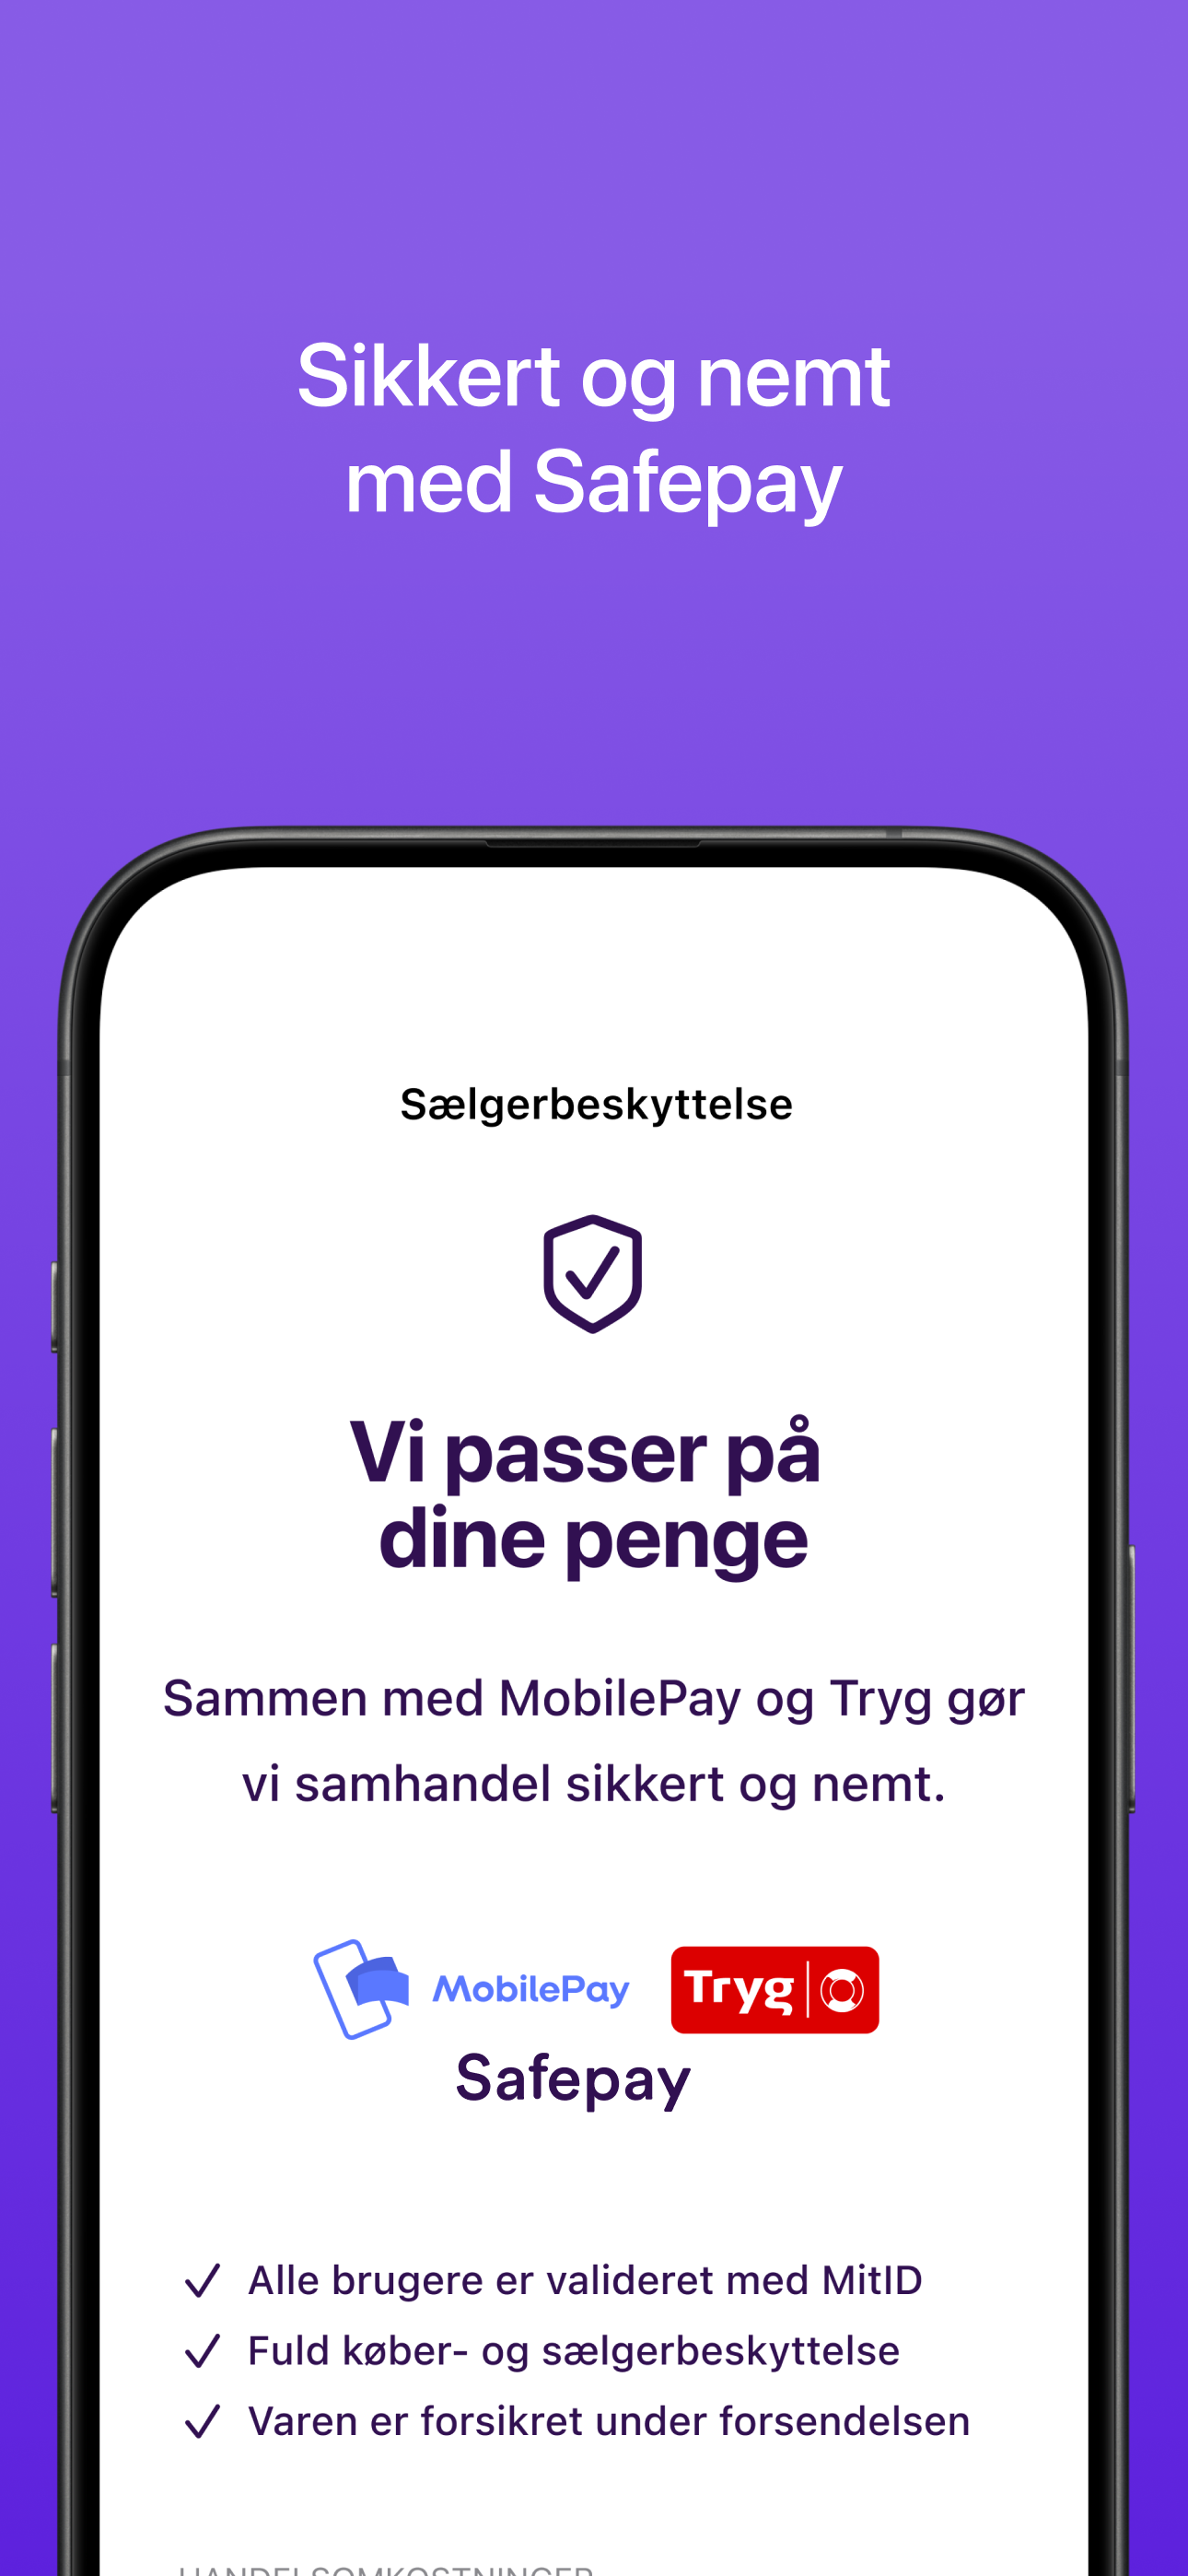 Sikkert og nemt
med Safepay
Sælgerbeskyttelse
Vi passer på
dine penge
Sammen med MobilePay og Tryg gør
vi samhandel sikkert og nemt.
MobilePay Tryg
Safepay
Alle brugere er valideret med MitID
Fuld køber- og sælgerbeskyttelse
Varen er forsikret under forsendelsen
HANDELSOMKOSTNINGER